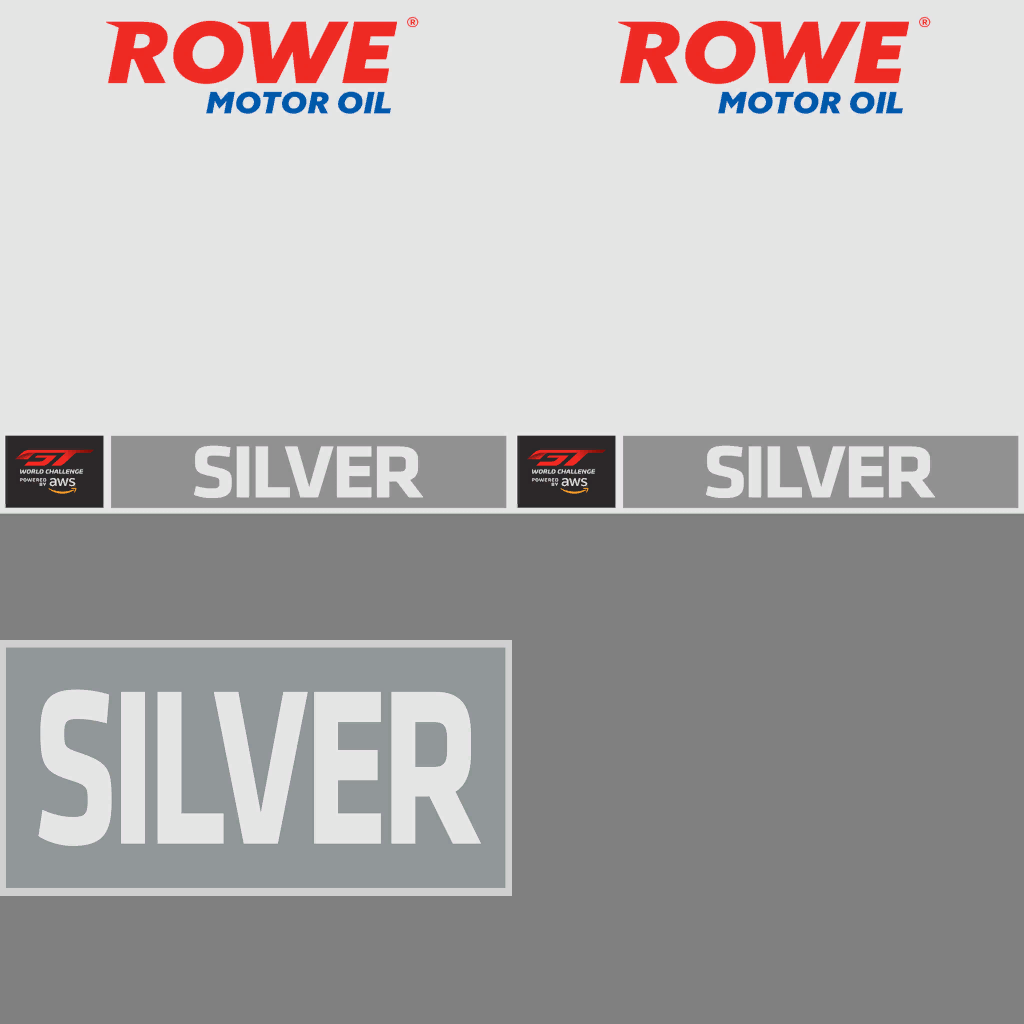 ROWE®
MOTOR OIL
ROWE®
MOTOR OIL
GT
WORLD CHALLENGE
POWERED BY aws
SILVER
GT
WORLD CHALLENGE
POWERED BY aws
SILVER
SILVER